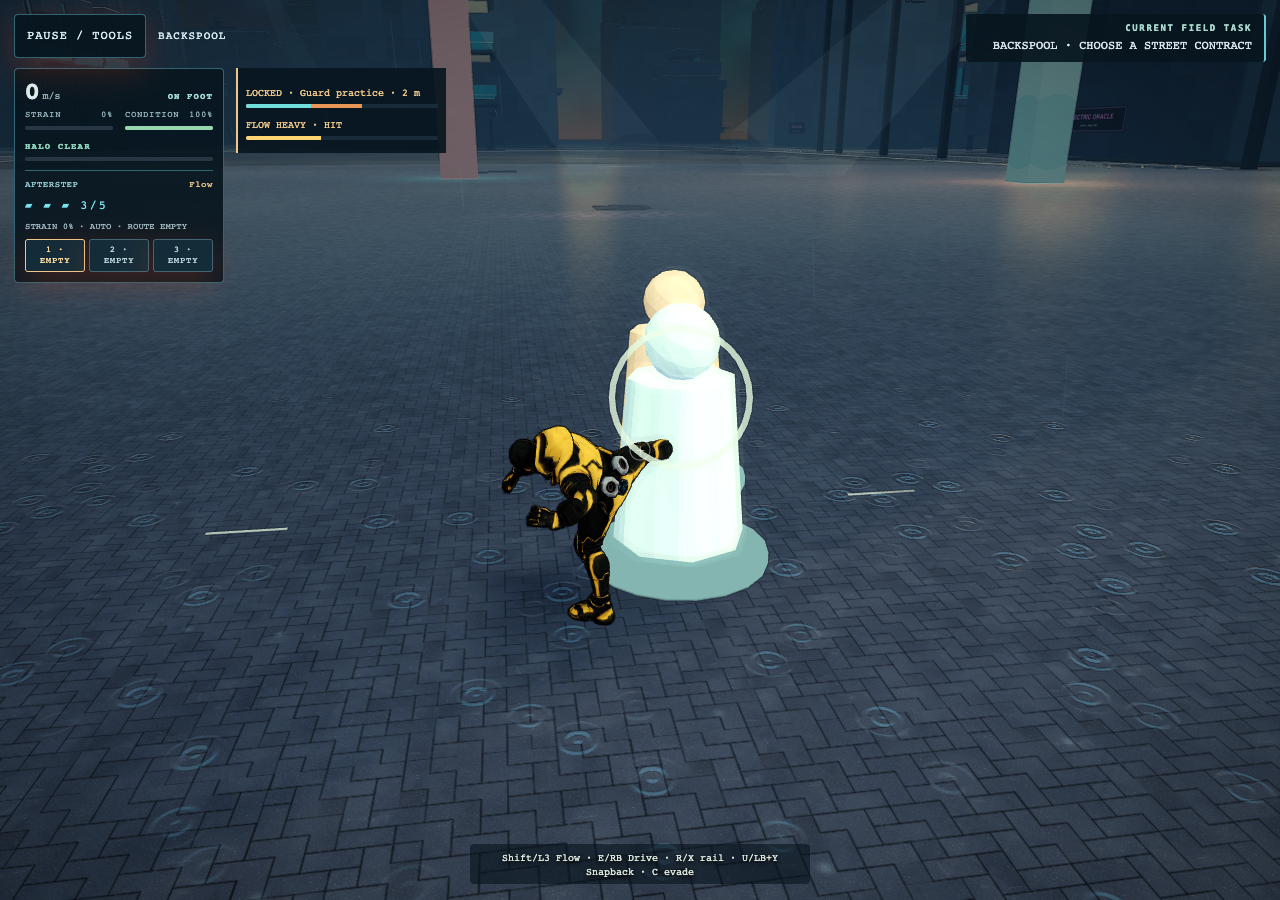 PAUSE / TOOLS
BACKSPOOL
CURRENT FIELD TASK
BACKSPOOL · CHOOSE A STREET CONTRACT
0 m/s
ON FOOT
STRAIN 0%
CONDITION 100%
HALO CLEAR
AFTERSTEP
Flow
3/5
STRAIN 0% · AUTO · ROUTE EMPTY
1 ·
EMPTY
2 ·
EMPTY
3 ·
EMPTY
LOCKED · Guard practice · 2 m
FLOW HEAVY · HIT
Shift/L3 Flow · E/RB Drive · R/X rail · U/LB+Y
Snapback · C evade